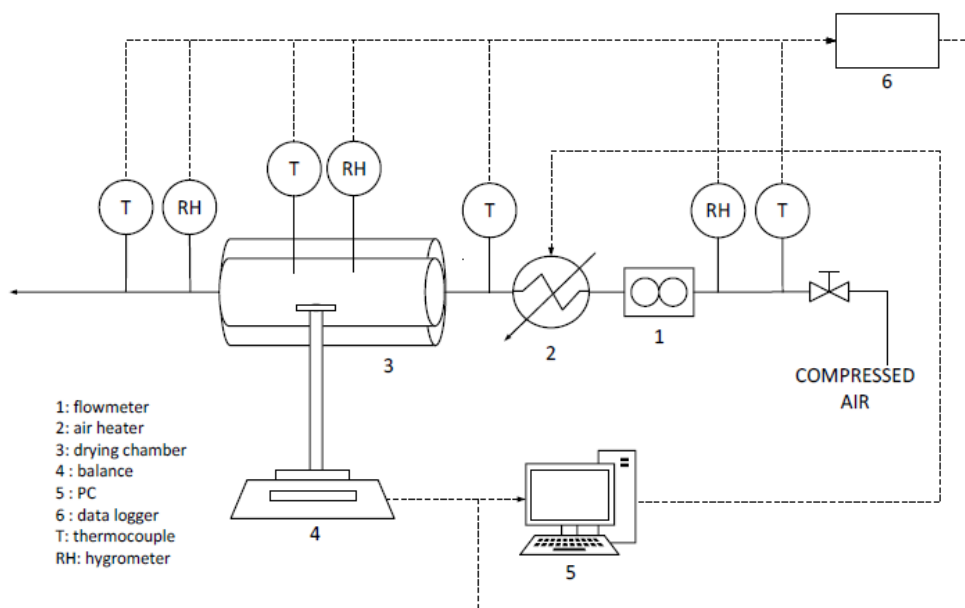 6
T
RH
T
RH
T
RH
T
1
2
3
COMPRESSED
AIR
1: flowmeter
2: air heater
3: drying chamber
4 : balance
5 : PC
6 : data logger
T: thermocouple
RH: hygrometer
4
5